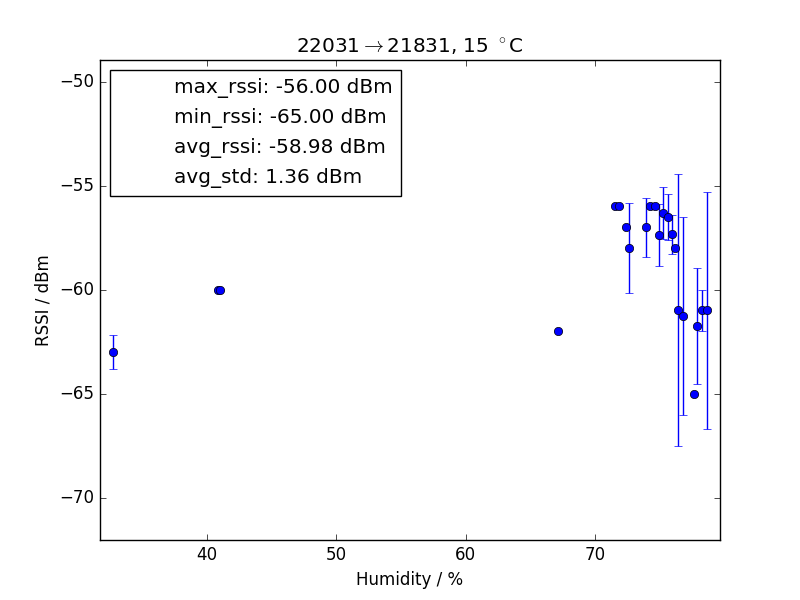 22031→21831, 15 °C
max_rssi: -56.00 dBm
min_rssi: -65.00 dBm
avg_rssi: -58.98 dBm
avg_std: 1.36 dBm
−50
−55
−60
−65
−70
RSSI / dBm
40 50 60 70
Humidity / %